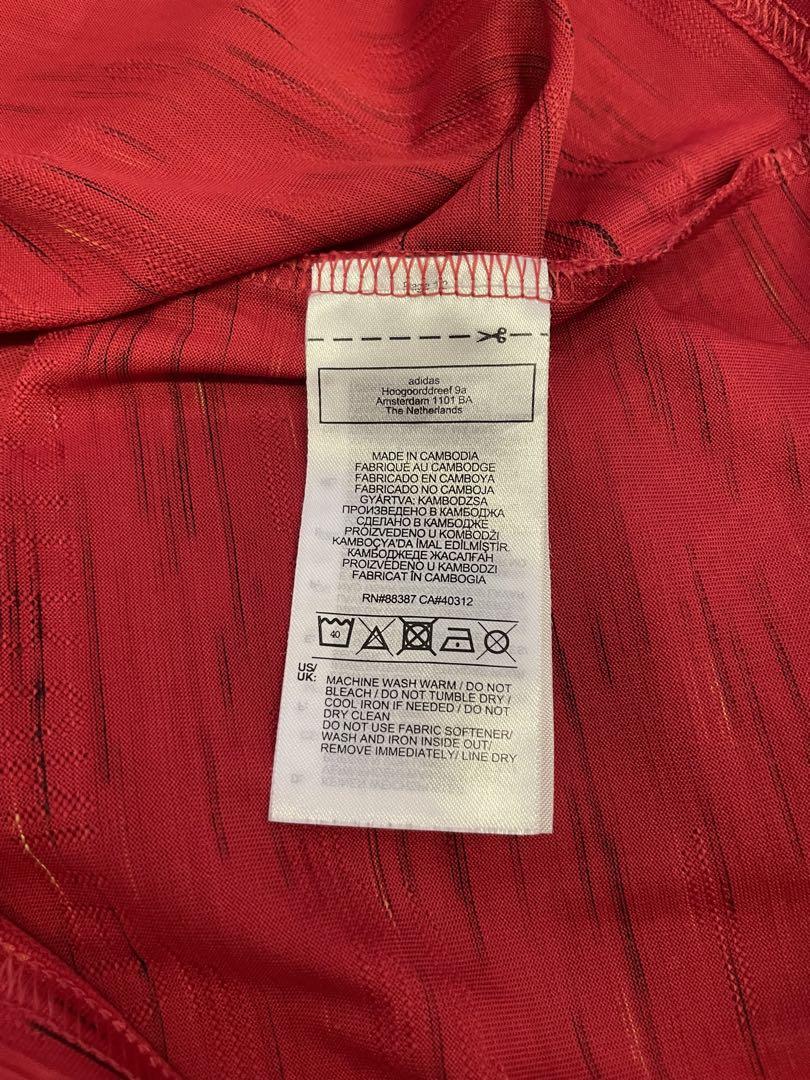 adidas
Hoogoorddreef 9a
Amsterdam 1101 BA
The Netherlands
MADE IN CAMBODIA
FABRIQUÉ AU CAMBODGE
FABRICADO EN CAMBOYA
FABRICADO NO CAMBOJA
GYÁRTVA: KAMBODZSA
ПРОИЗВЕДЕНО В КАМБОДЖА
СДЕЛАНО В КАМБОДЖЕ
PROIZVEDENO U KOMBODŽI
KAMBOÇYA'DA İMAL EDİLMİŞTİR.
КАМБОДЖЕДЕ ЖАСАЛҒАН
PROIZVEDENO U KAMBODZI
FABRICAT ÎN CAMBOGIA
RN#88387 CA#40312
40
US/
UK:
MACHINE WASH WARM / DO NOT
BLEACH / DO NOT TUMBLE DRY /
COOL IRON IF NEEDED / DO NOT
DRY CLEAN
DO NOT USE FABRIC SOFTENER/
WASH AND IRON INSIDE OUT/
REMOVE IMMEDIATELY/ LINE DRY